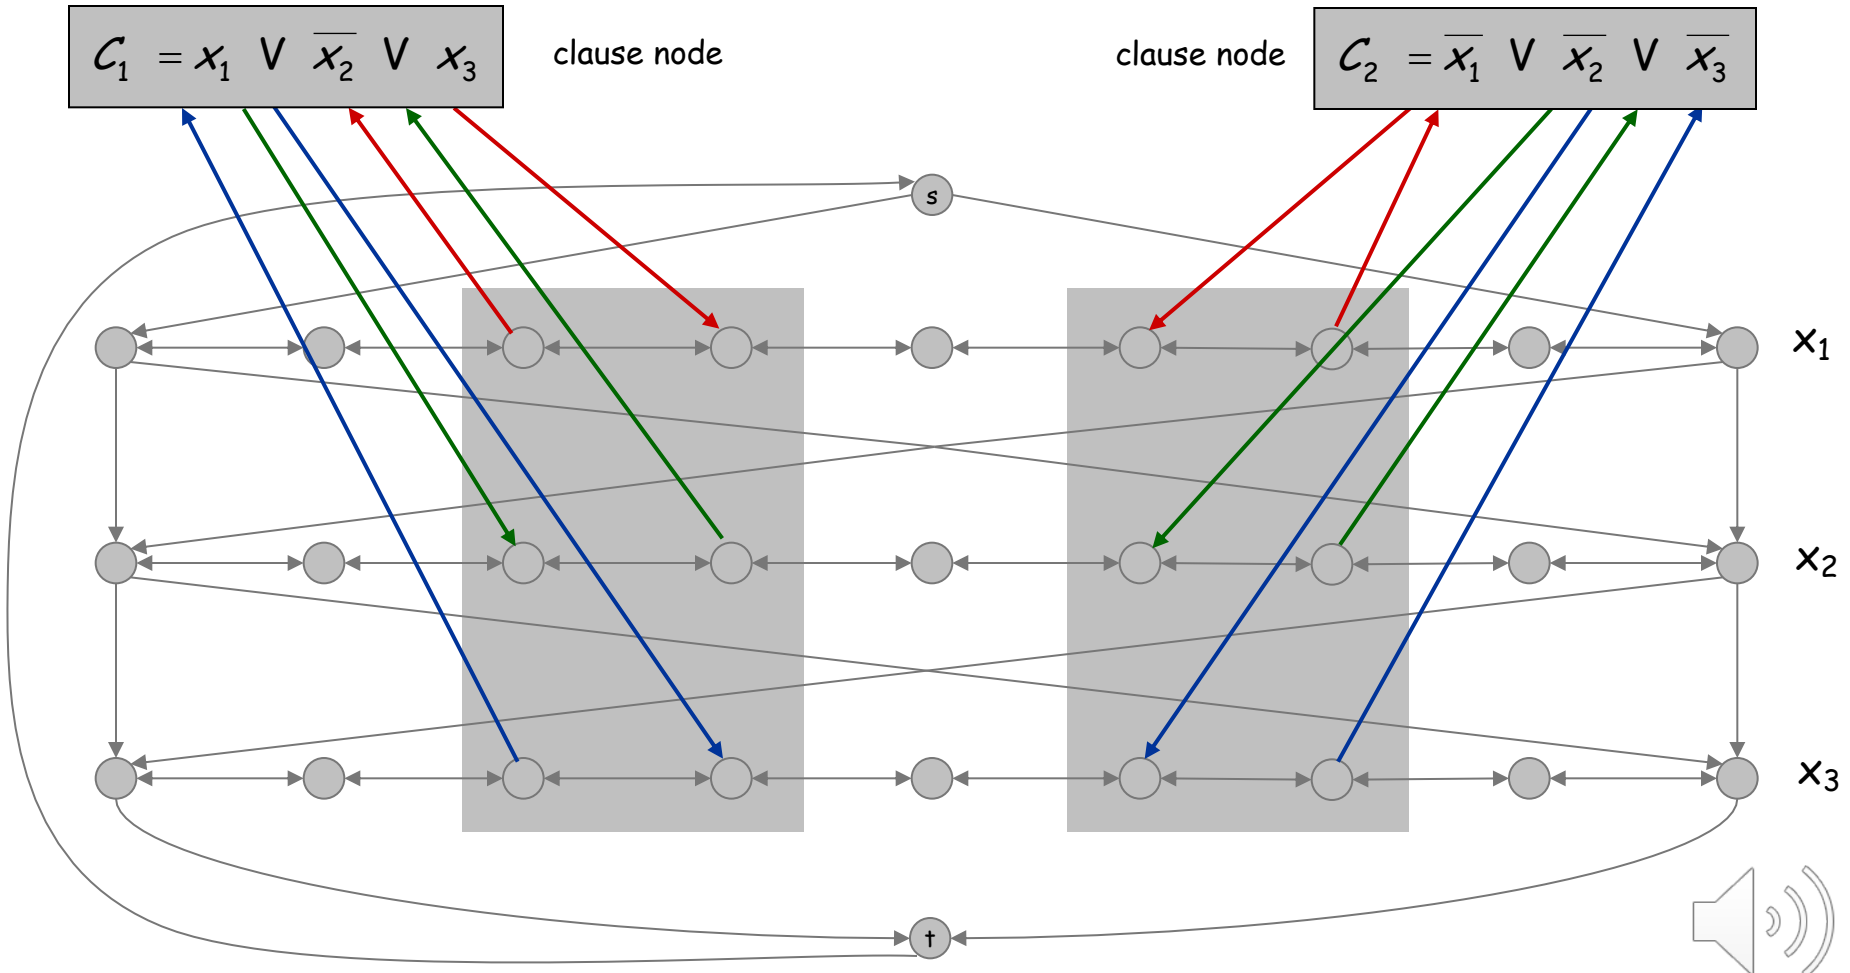 C₁ = x₁ V x̅₂ V x₃
clause node
clause node
C₂ = x̅₁ V x̅₂ V x̅₃
s
x₁
x₂
x₃
t